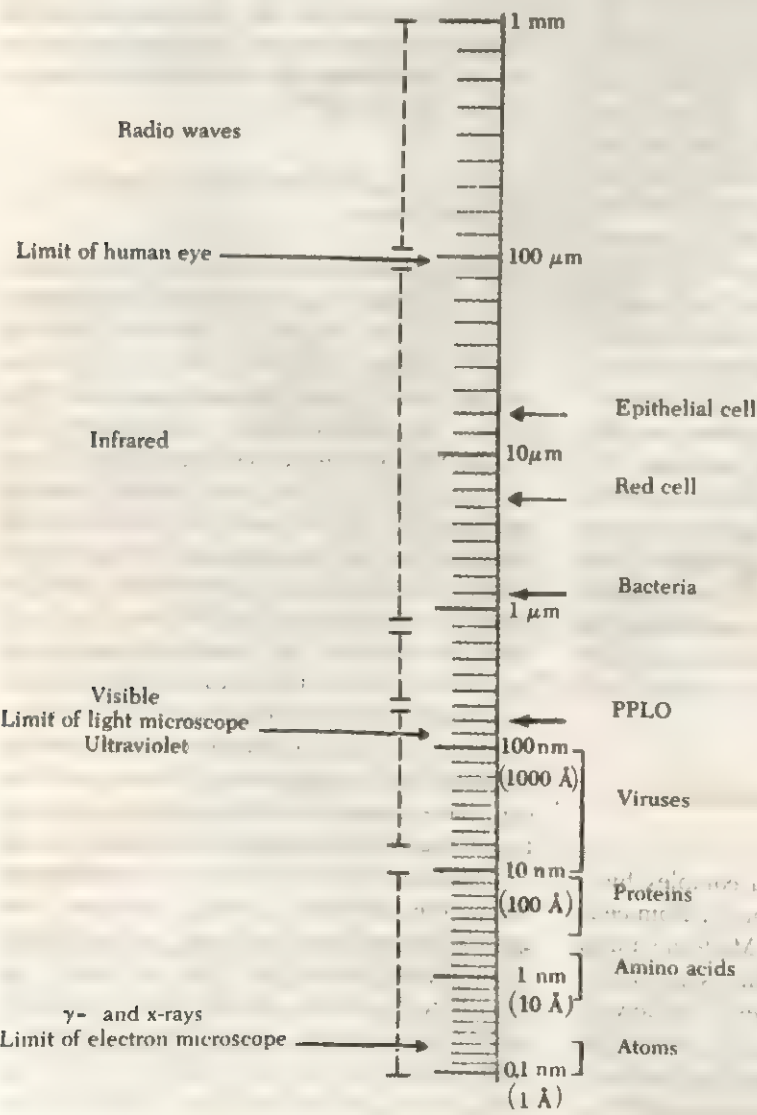 1 mm
Radio waves
Limit of human eye
100 μm
Epithelial cell
Infrared
10μm
Red cell
Bacteria
1 μm
Visible
PPLO
Limit of light microscope
Ultraviolet
100nm
(1000 Å)
Viruses
10 nm
Proteins
(100 Å)
Amino acids
1 nm
(10 Å)
γ- and x-rays
Limit of electron microscope
Atoms
0,1 nm
(1 Å)